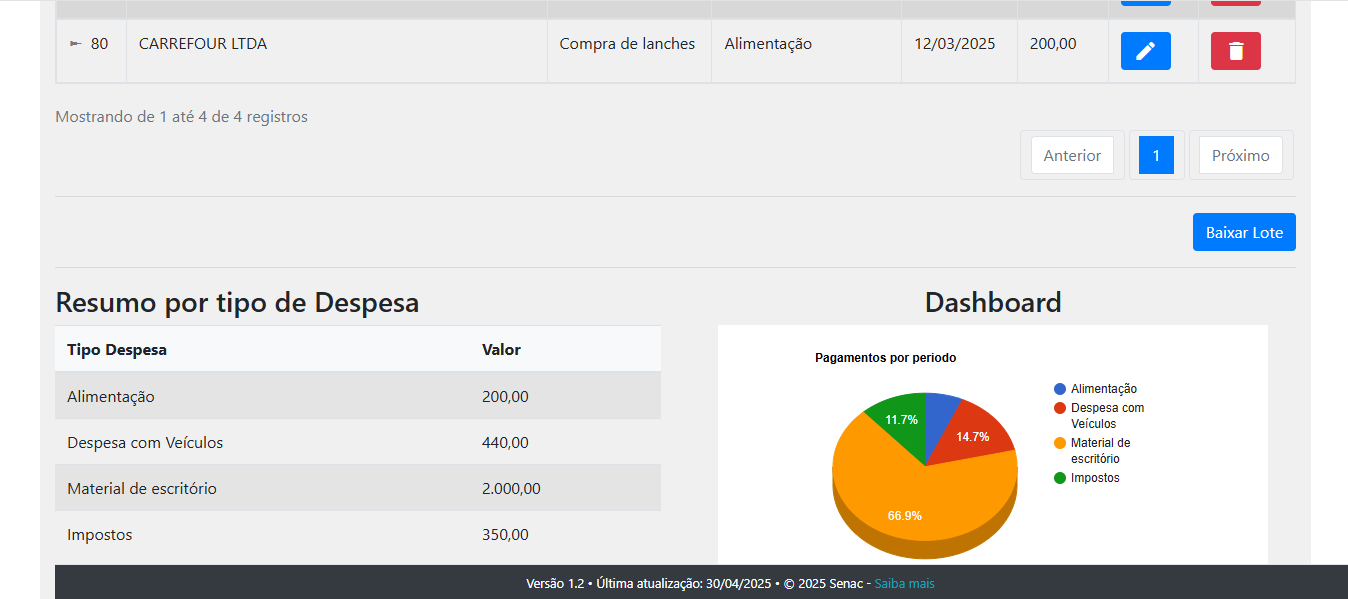 80 CARREFOUR LTDA Compra de lanches Alimentação 12/03/2025 200,00
Mostrando de 1 até 4 de 4 registros
Anterior 1 Próximo
Baixar Lote
Resumo por tipo de Despesa
Tipo Despesa Valor
Alimentação 200,00
Despesa com Veículos 440,00
Material de escritório 2.000,00
Impostos 350,00
Dashboard
Pagamentos por periodo
11.7%
14.7%
66.9%
Alimentação
Despesa com
Veículos
Material de
escritório
Impostos
Versão 1.2 • Última atualização: 30/04/2025 • © 2025 Senac - Saiba mais